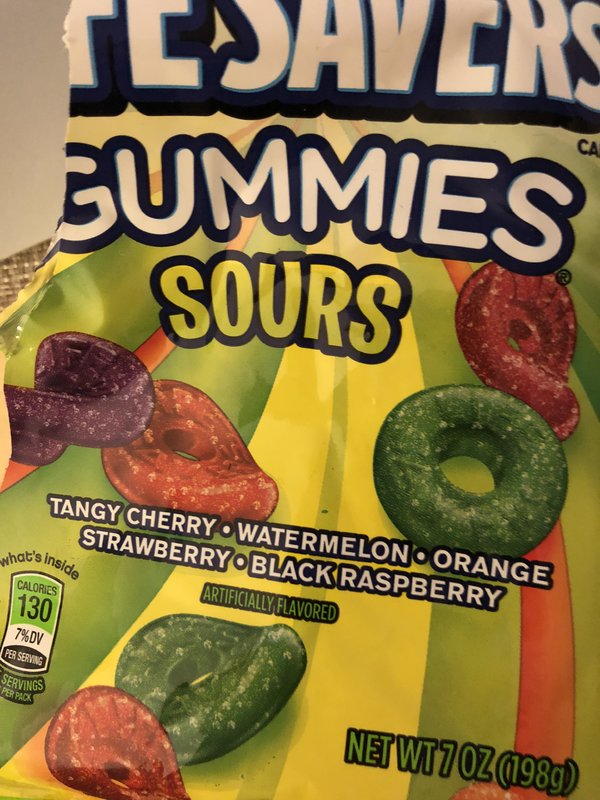 FE SAVERS
GUMMIES
CA
SOURS
®
TANGY CHERRY • WATERMELON • ORANGE
STRAWBERRY • BLACK RASPBERRY
ARTIFICIALLY FLAVORED
what's inside
CALORIES
130
7%DV
PER SERVING
SERVINGS
PER PACK
NET WT 7 OZ (198g)